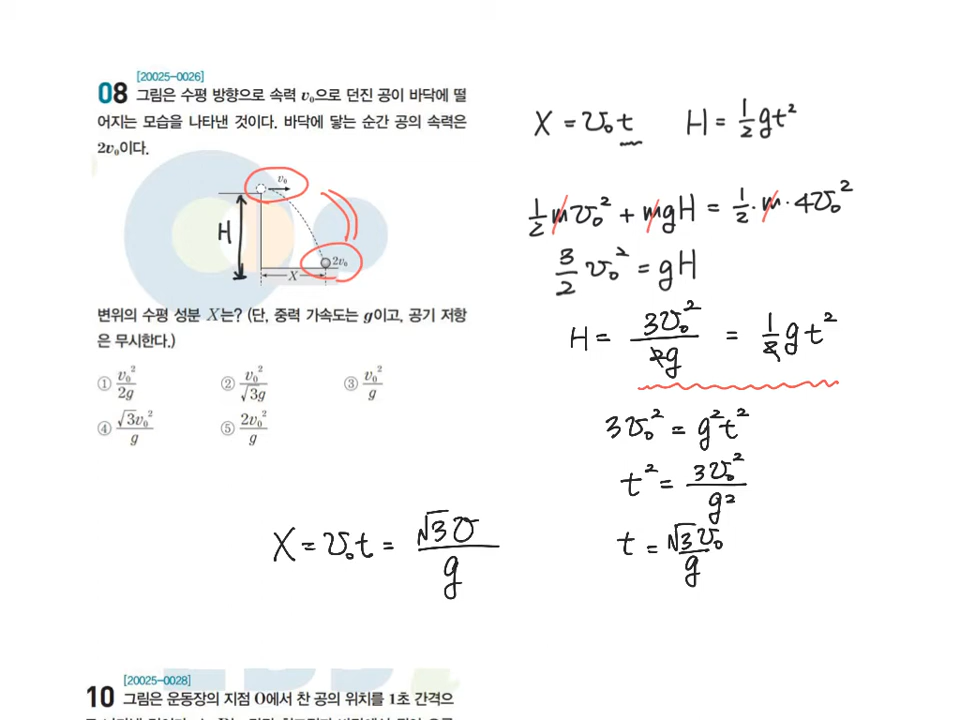 [20025-0026]
08 그림은 수평 방향으로 속력 v₀으로 던진 공이 바닥에 떨
어지는 모습을 나타낸 것이다. 바닥에 닿는 순간 공의 속력은
2v₀이다.
v₀
H
2v₀
X
변위의 수평 성분 X는? (단, 중력 가속도는 g이고, 공기 저항
은 무시한다.)
① v₀²/2g ② v₀²/√3g ③ v₀²/g
④ √3v₀²/g ⑤ 2v₀²/g
X = v₀t H = 1/2 gt²
1/2 mv₀² + mgH = 1/2 · m · 4v₀²
3/2 v₀² = gH
H = 3v₀²/2g = 1/2 gt²
3v₀² = g²t²
t² = 3v₀²/g²
t = √3v₀/g
X = v₀t = √3v/g
[20025-0028]
10 그림은 운동장의 지점 O에서 찬 공의 위치를 1초 간격으